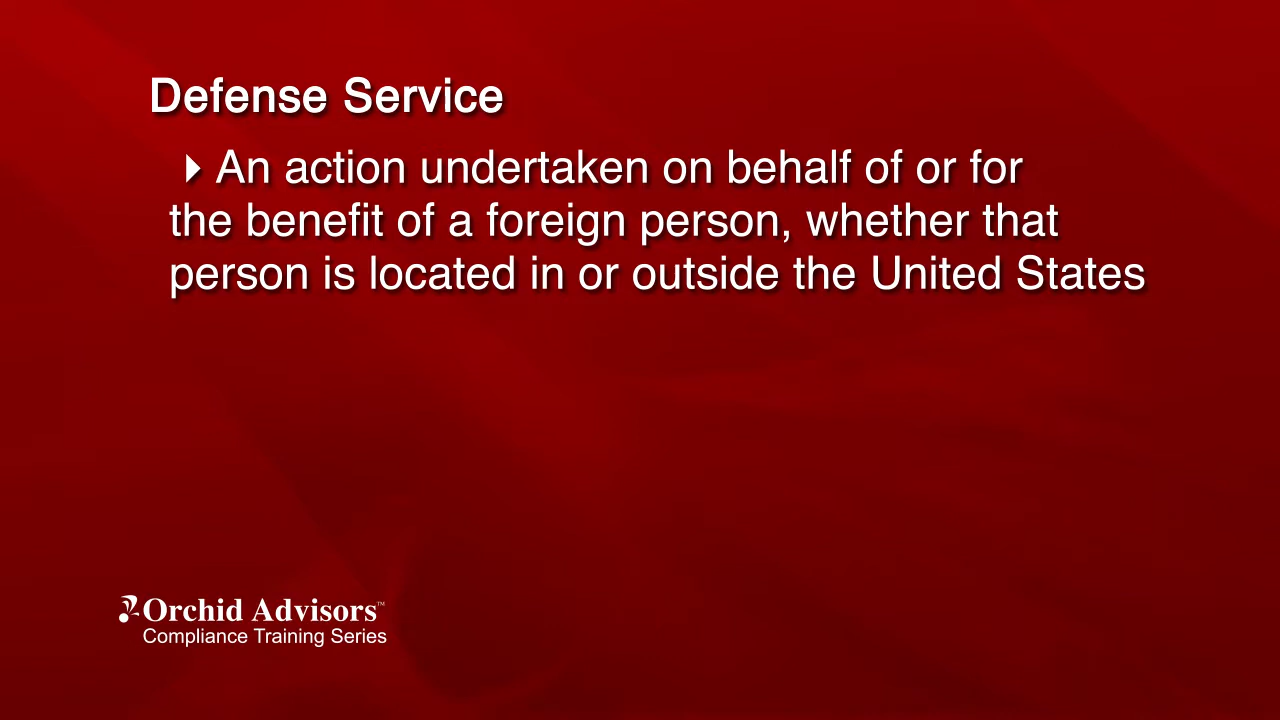 Defense Service
An action undertaken on behalf of or for
the benefit of a foreign person, whether that
person is located in or outside the United States
Orchid Advisors™
Compliance Training Series